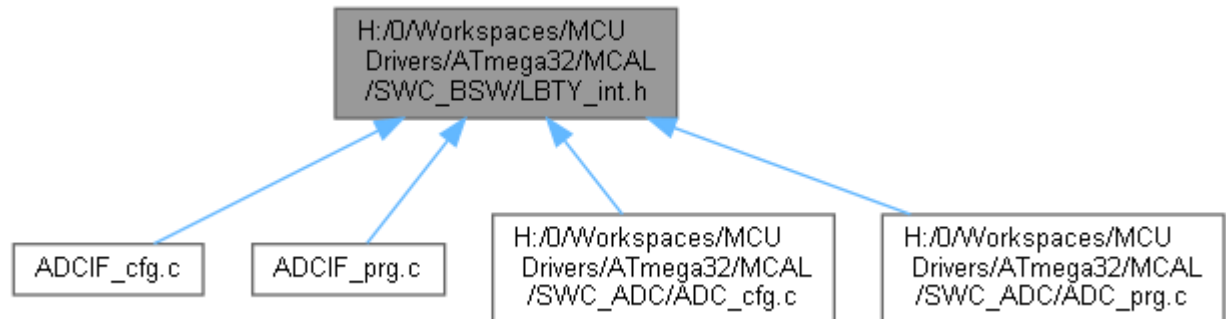 H:/0/Workspaces/MCU
Drivers/ATmega32/MCAL
/SWC_BSW/LBTY_int.h
ADCIF_cfg.c
ADCIF_prg.c
H:/0/Workspaces/MCU
Drivers/ATmega32/MCAL
/SWC_ADC/ADC_cfg.c
H:/0/Workspaces/MCU
Drivers/ATmega32/MCAL
/SWC_ADC/ADC_prg.c